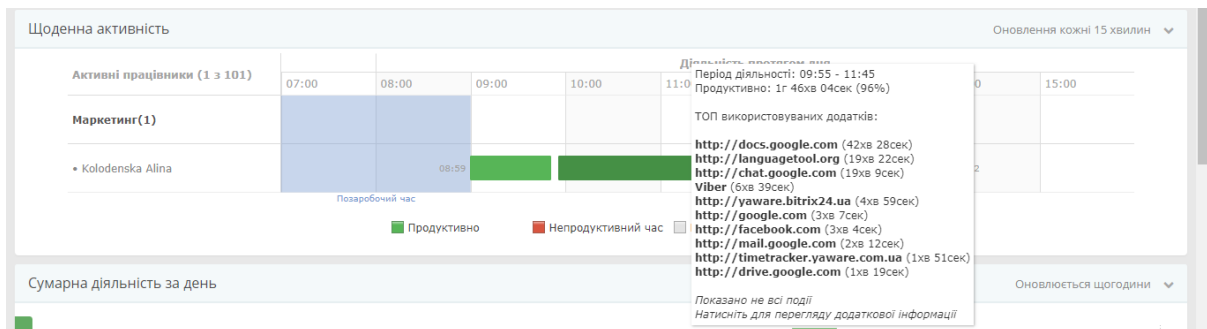 Щоденна активність
Оновлення кожні 15 хвилин
Активні працівники (1 з 101)
Діяльність протягом дня
07:00 08:00 09:00 10:00 15:00
Маркетинг(1)
• Kolodenska Alina
08:59
Позаробочий час
Продуктивно Непродуктивний час
Період діяльності: 09:55 - 11:45
Продуктивно: 1г 46хв 04сек (96%)
ТОП використовуваних додатків:
http://docs.google.com (42хв 28сек)
http://languagetool.org (19хв 22сек)
http://chat.google.com (19хв 9сек)
Viber (6хв 39сек)
http://yaware.bitrix24.ua (4хв 59сек)
http://google.com (3хв 7сек)
http://facebook.com (3хв 4сек)
http://mail.google.com (2хв 12сек)
http://timetracker.yaware.com.ua (1хв 51сек)
http://drive.google.com (1хв 19сек)
Показано не всі події
Натисніть для перегляду додаткової інформації
Сумарна діяльність за день
Оновлюється щогодини